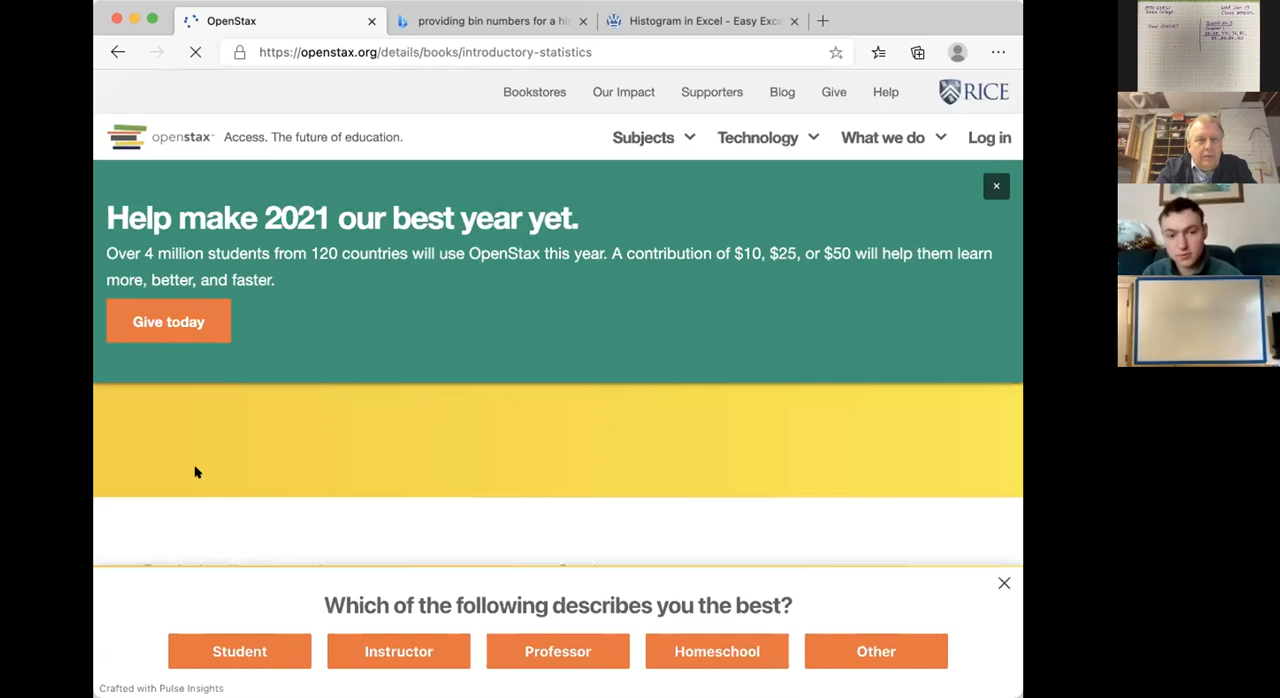 OpenStax
providing bin numbers for a hi
Histogram in Excel - Easy Exce
https://openstax.org/details/books/introductory-statistics
Bookstores Our Impact Supporters Blog Give Help RICE
openstax Access. The future of education. Subjects Technology What we do Log in
Help make 2021 our best year yet.
Over 4 million students from 120 countries will use OpenStax this year. A contribution of $10, $25, or $50 will help them learn
more, better, and faster.
Give today
Which of the following describes you the best?
Student Instructor Professor Homeschool Other
Crafted with Pulse Insights